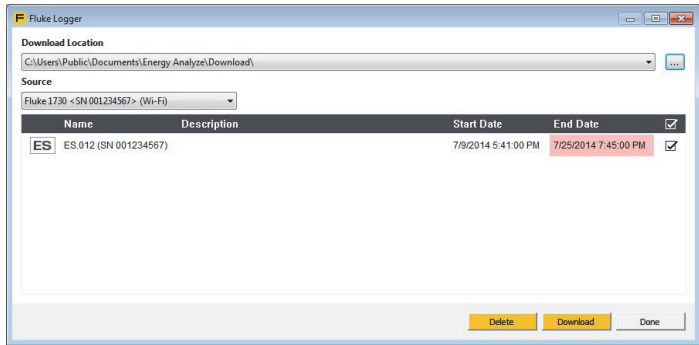 F Fluke Logger
Download Location
C:\Users\Public\Documents\Energy Analyze\Download\
...
Source
Fluke 1730 <SN 001234567> (Wi-Fi)
Name Description Start Date End Date
ES ES.012 (SN 001234567) 7/9/2014 5:41:00 PM 7/25/2014 7:45:00 PM
Delete Download Done